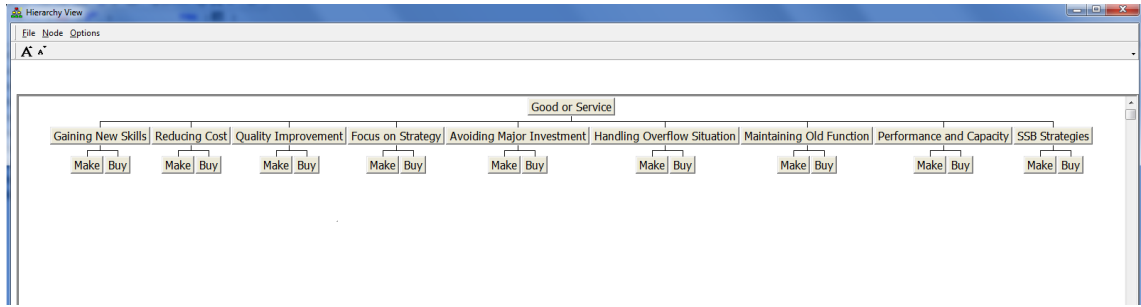 Hierarchy View
File Node Options
A A
Good or Service
Gaining New Skills Reducing Cost Quality Improvement Focus on Strategy Avoiding Major Investment Handling Overflow Situation Maintaining Old Function Performance and Capacity SSB Strategies
Make Buy Make Buy Make Buy Make Buy Make Buy Make Buy Make Buy Make Buy Make Buy